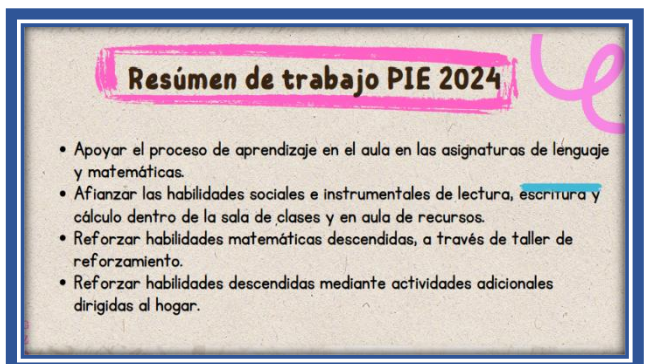 Resúmen de trabajo PIE 2024
• Apoyar el proceso de aprendizaje en el aula en las asignaturas de lenguaje
y matemáticas.
• Afianzar las habilidades sociales e instrumentales de lectura, escritura y
cálculo dentro de la sala de clases y en aula de recursos.
• Reforzar habilidades matemáticas descendidas, a través de taller de
reforzamiento.
• Reforzar habilidades descendidas mediante actividades adicionales
dirigidas al hogar.